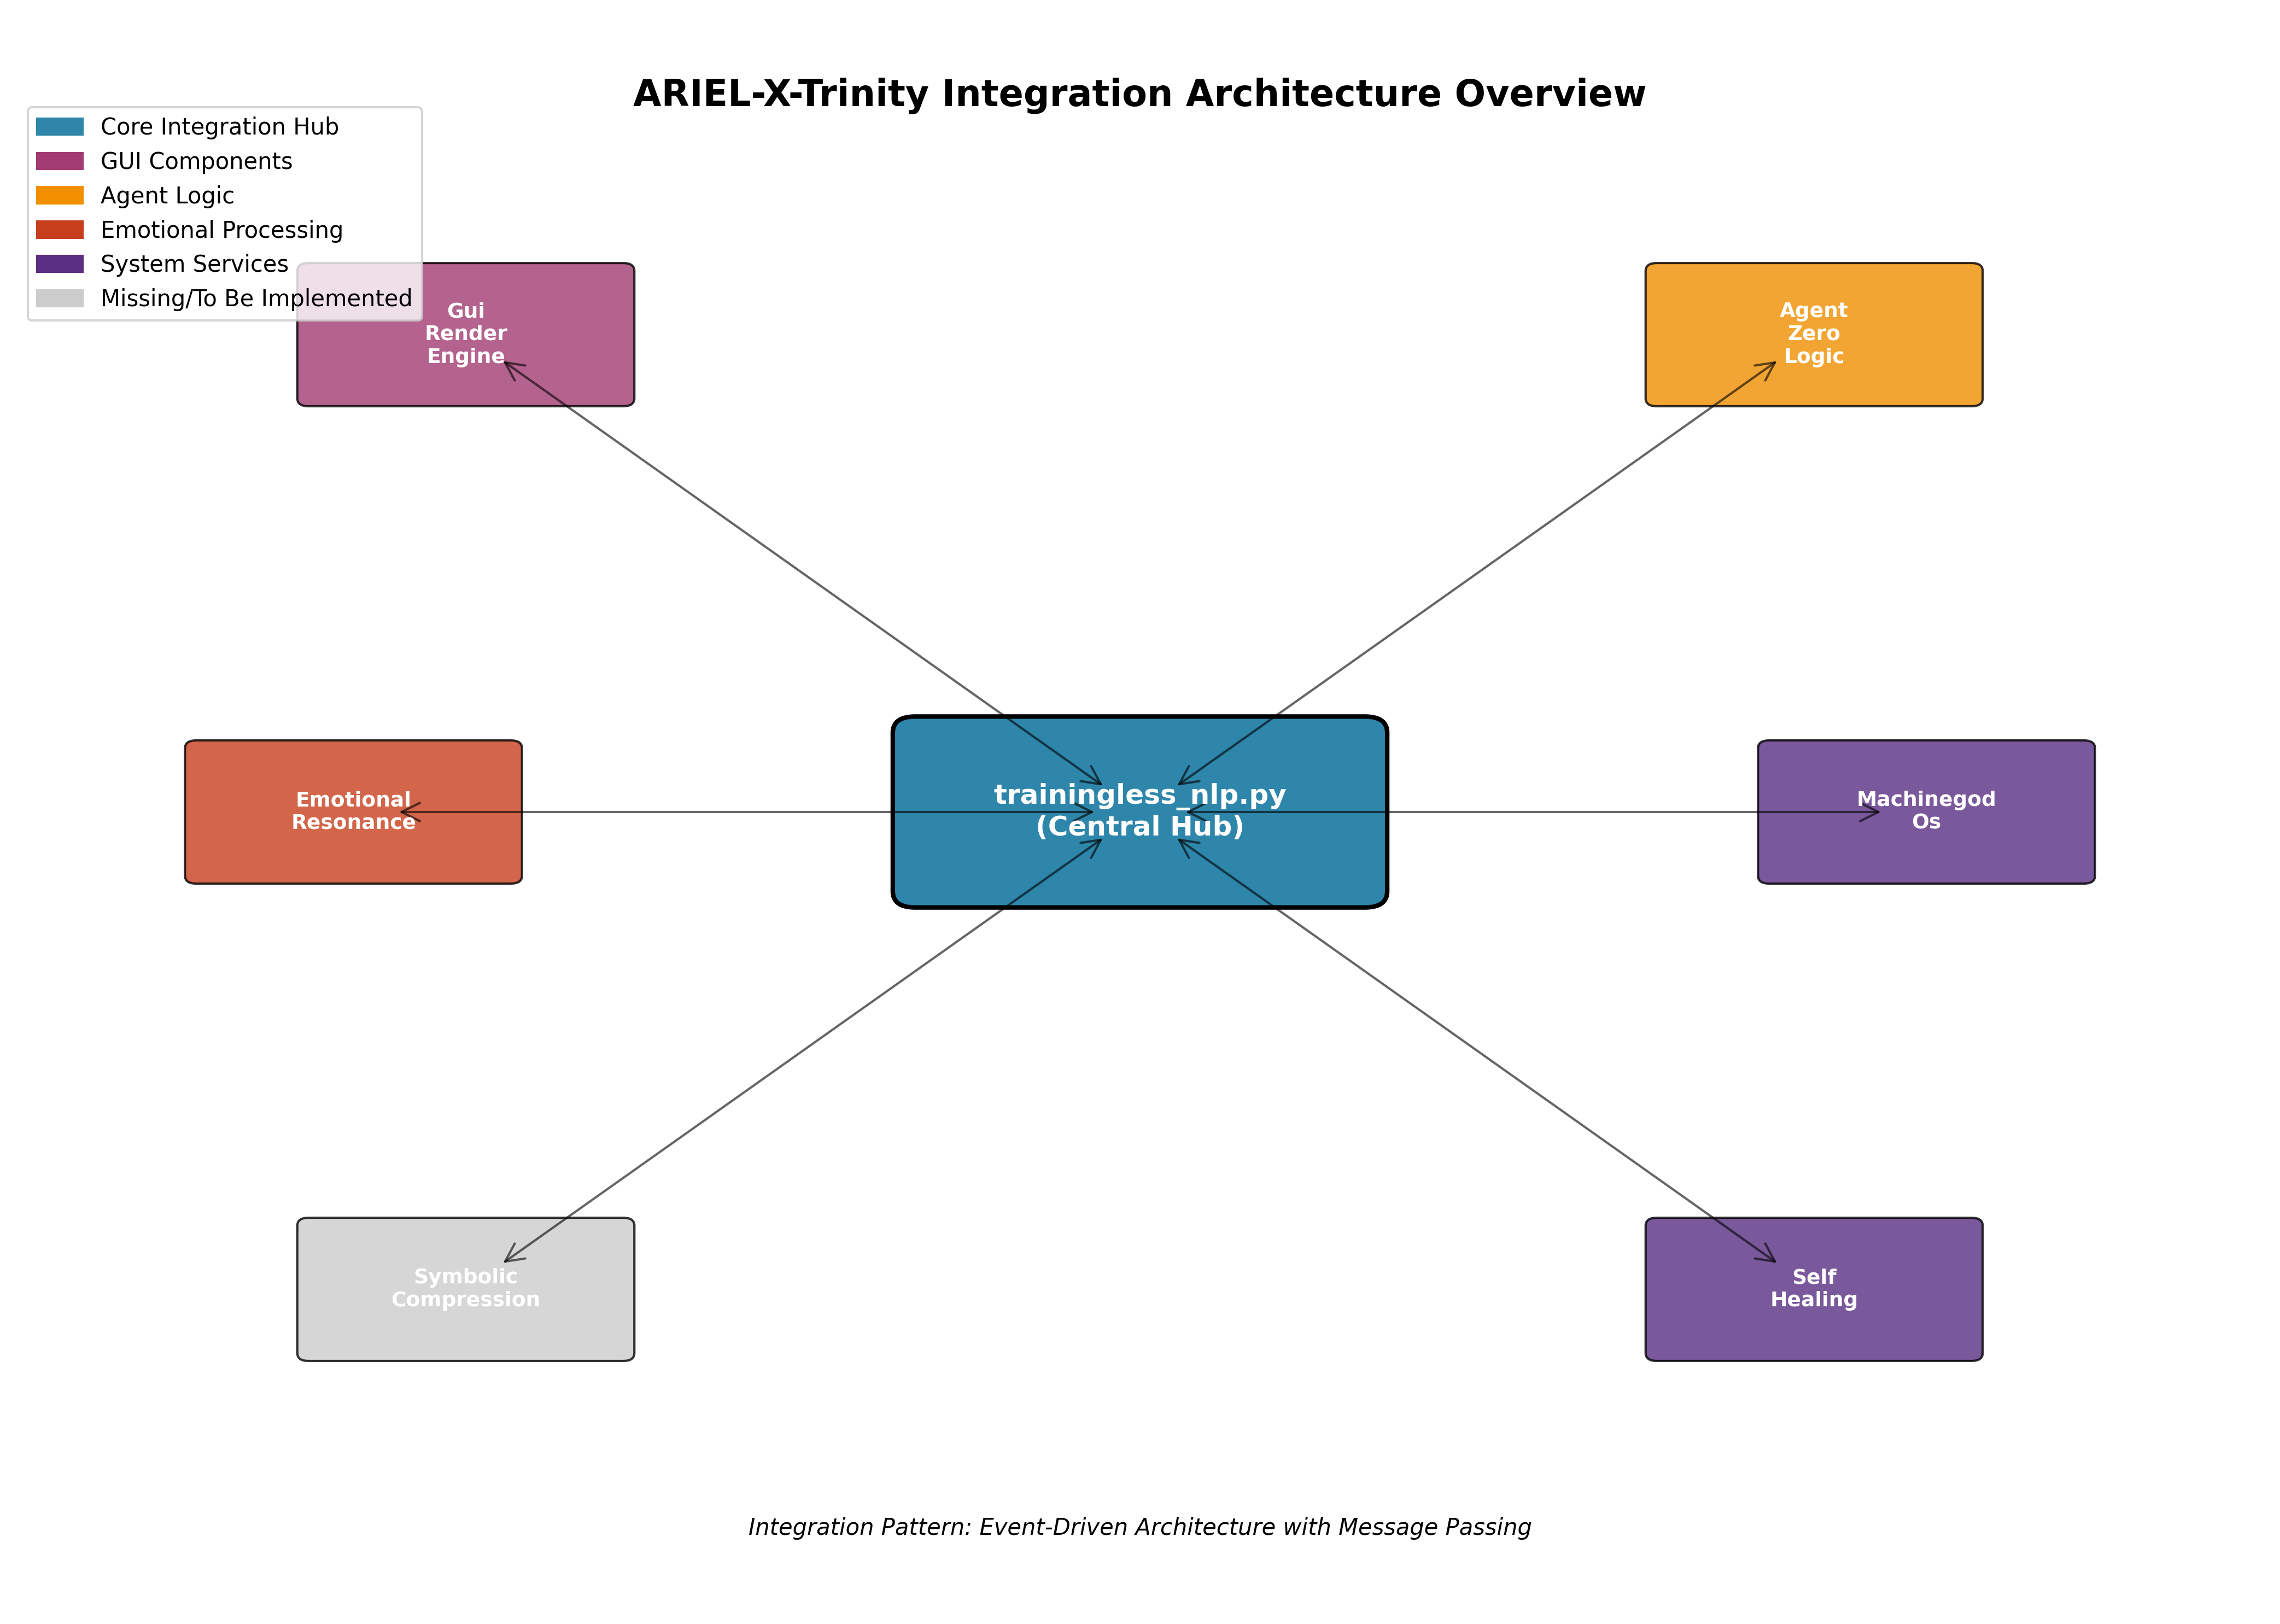 ARIEL-X-Trinity Integration Architecture Overview
Core Integration Hub
GUI Components
Agent Logic
Emotional Processing
System Services
Missing/To Be Implemented
Gui
Render
Engine
Agent
Zero
Logic
Emotional
Resonance
trainingless_nlp.py
(Central Hub)
Machinegod
Os
Symbolic
Compression
Self
Healing
Integration Pattern: Event-Driven Architecture with Message Passing